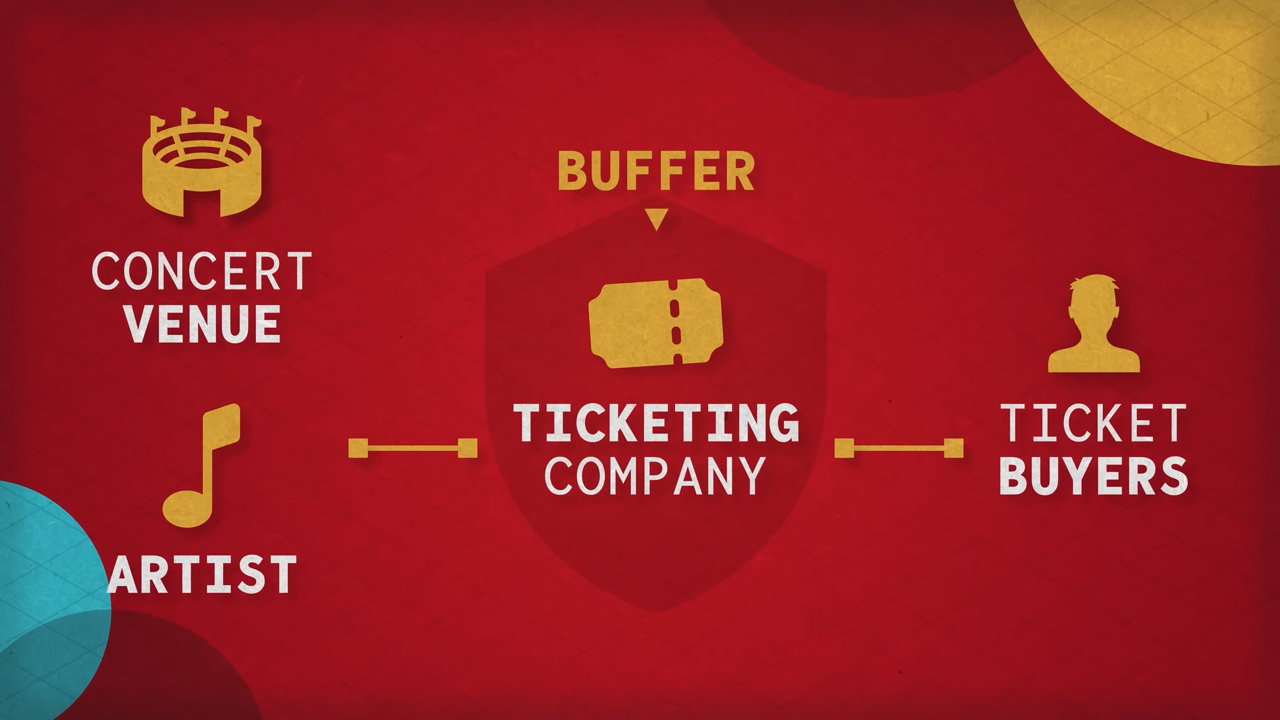 CONCERT
VENUE
ARTIST
BUFFER
TICKETING
COMPANY
TICKET
BUYERS